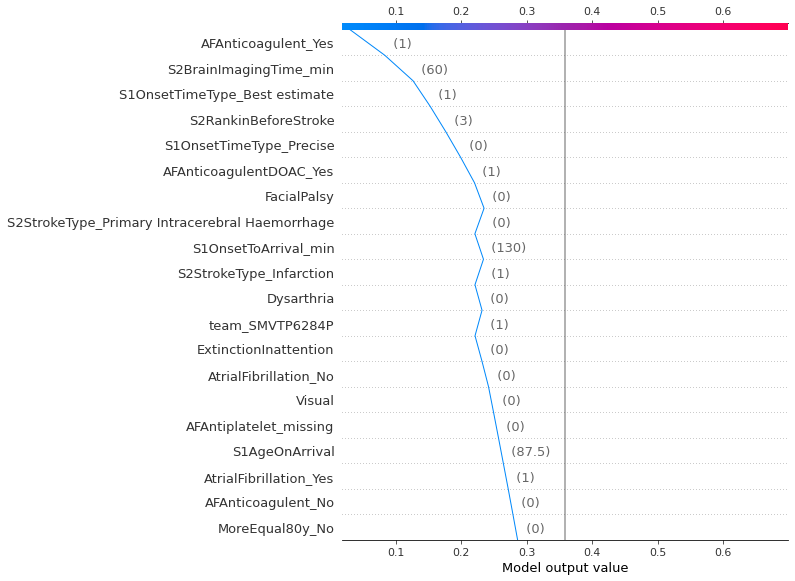 0.1 0.2 0.3 0.4 0.5 0.6
AFAnticoagulent_Yes (1)
S2BrainImagingTime_min (60)
S1OnsetTimeType_Best estimate (1)
S2RankinBeforeStroke (3)
S1OnsetTimeType_Precise (0)
AFAnticoagulentDOAC_Yes (1)
FacialPalsy (0)
S2StrokeType_Primary Intracerebral Haemorrhage (0)
S1OnsetToArrival_min (130)
S2StrokeType_Infarction (1)
Dysarthria (0)
team_SMVTP6284P (1)
ExtinctionInattention (0)
AtrialFibrillation_No (0)
Visual (0)
AFAntiplatelet_missing (0)
S1AgeOnArrival (87.5)
AtrialFibrillation_Yes (1)
AFAnticoagulent_No (0)
MoreEqual80y_No (0)
0.1 0.2 0.3 0.4 0.5 0.6
Model output value